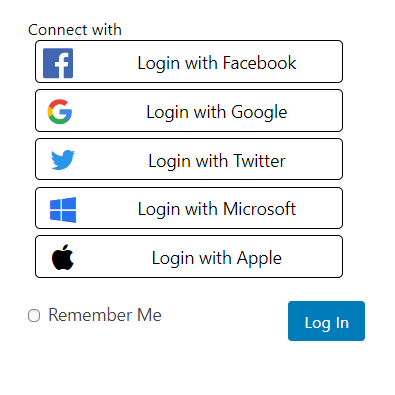 Connect with
Login with Facebook
Login with Google
Login with Twitter
Login with Microsoft
Login with Apple
Remember Me
Log In